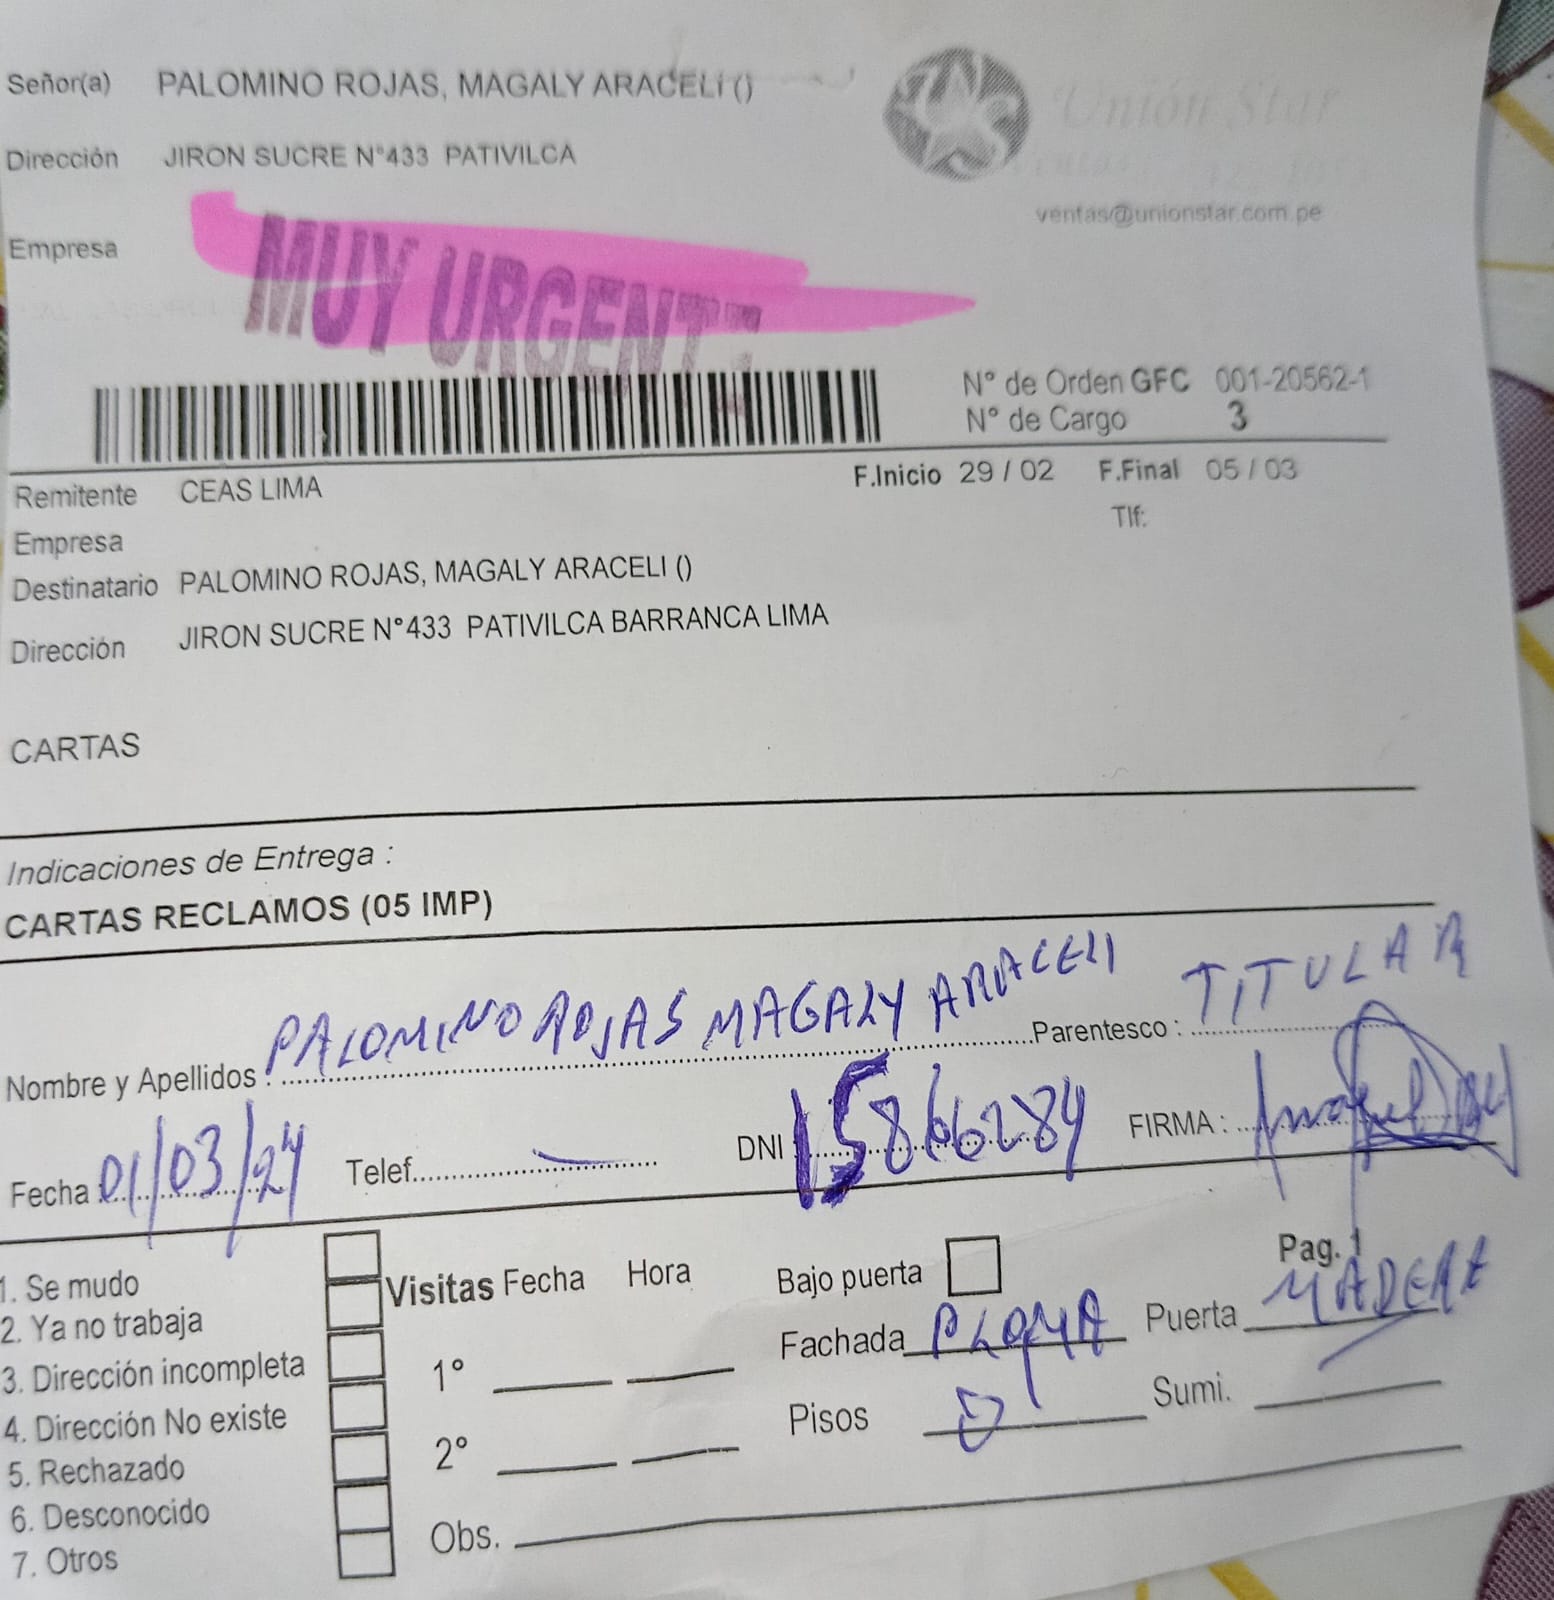 Señor(a) PALOMINO ROJAS, MAGALY ARACELI ()
Unión Star
Dirección JIRON SUCRE N°433 PATIVILCA
ventas@unionstar.com.pe
Empresa
MUY URGENTE
N° de Orden GFC 001-20562-1
N° de Cargo 3
Remitente CEAS LIMA
F.Inicio 29 / 02 F.Final 05 / 03
Tlf:
Empresa
Destinatario PALOMINO ROJAS, MAGALY ARACELI ()
Dirección JIRON SUCRE N°433 PATIVILCA BARRANCA LIMA
CARTAS
Indicaciones de Entrega :
CARTAS RECLAMOS (05 IMP)
Nombre y Apellidos : PALOMINO ROJAS MAGALY ARACELI Parentesco : TITULAR
Fecha 01/03/24 Telef. — DNI 15866284 FIRMA :
Pag. 1
1. Se mudo
Visitas Fecha Hora
Bajo puerta
2. Ya no trabaja
Fachada PLOMA Puerta MADERA
3. Dirección incompleta
1°
4. Dirección No existe
Pisos Sumi.
5. Rechazado
2°
6. Desconocido
Obs.
7. Otros